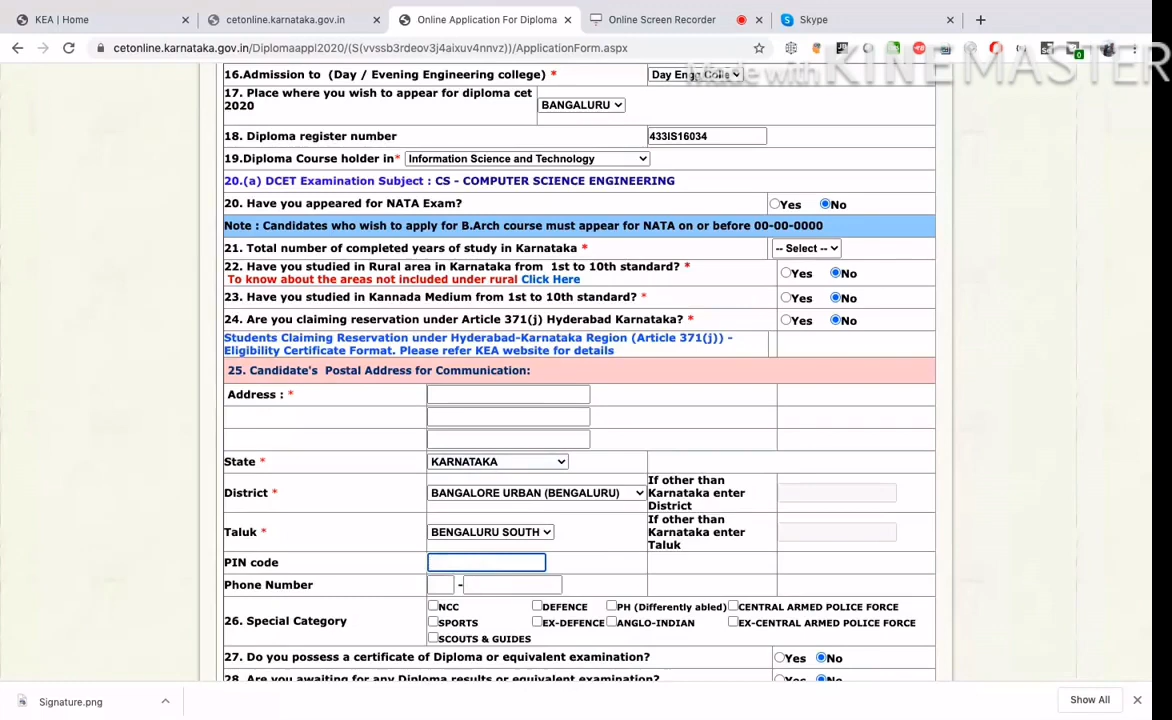 KEA | Home
cetonline.karnataka.gov.in
Online Application For Diploma
Online Screen Recorder
Skype
cetonline.karnataka.gov.in/Diplomaappl2020/(S(vvssb3rdeov3j4aixuv4nnvz))/ApplicationForm.aspx
Made with KINEMASTER
16.Admission to (Day / Evening Engineering college) * Day Engg Colle
17. Place where you wish to appear for diploma cet 2020 BANGALURU
18. Diploma register number 433IS16034
19.Diploma Course holder in* Information Science and Technology
20.(a) DCET Examination Subject : CS - COMPUTER SCIENCE ENGINEERING
20. Have you appeared for NATA Exam? Yes No
Note : Candidates who wish to apply for B.Arch course must appear for NATA on or before 00-00-0000
21. Total number of completed years of study in Karnataka * -- Select --
22. Have you studied in Rural area in Karnataka from 1st to 10th standard? * Yes No
To know about the areas not included under rural Click Here
23. Have you studied in Kannada Medium from 1st to 10th standard? * Yes No
24. Are you claiming reservation under Article 371(j) Hyderabad Karnataka? * Yes No
Students Claiming Reservation under Hyderabad-Karnataka Region (Article 371(j)) -
Eligibility Certificate Format. Please refer KEA website for details
25. Candidate's Postal Address for Communication:
Address : *
State * KARNATAKA
District * BANGALORE URBAN (BENGALURU) If other than Karnataka enter District
Taluk * BENGALURU SOUTH If other than Karnataka enter Taluk
PIN code
Phone Number -
26. Special Category
NCC DEFENCE PH (Differently abled) CENTRAL ARMED POLICE FORCE
SPORTS EX-DEFENCE ANGLO-INDIAN EX-CENTRAL ARMED POLICE FORCE
SCOUTS & GUIDES
27. Do you possess a certificate of Diploma or equivalent examination? Yes No
28. Are you awaiting for any Diploma results or equivalent examination? Yes No
Signature.png
Show All